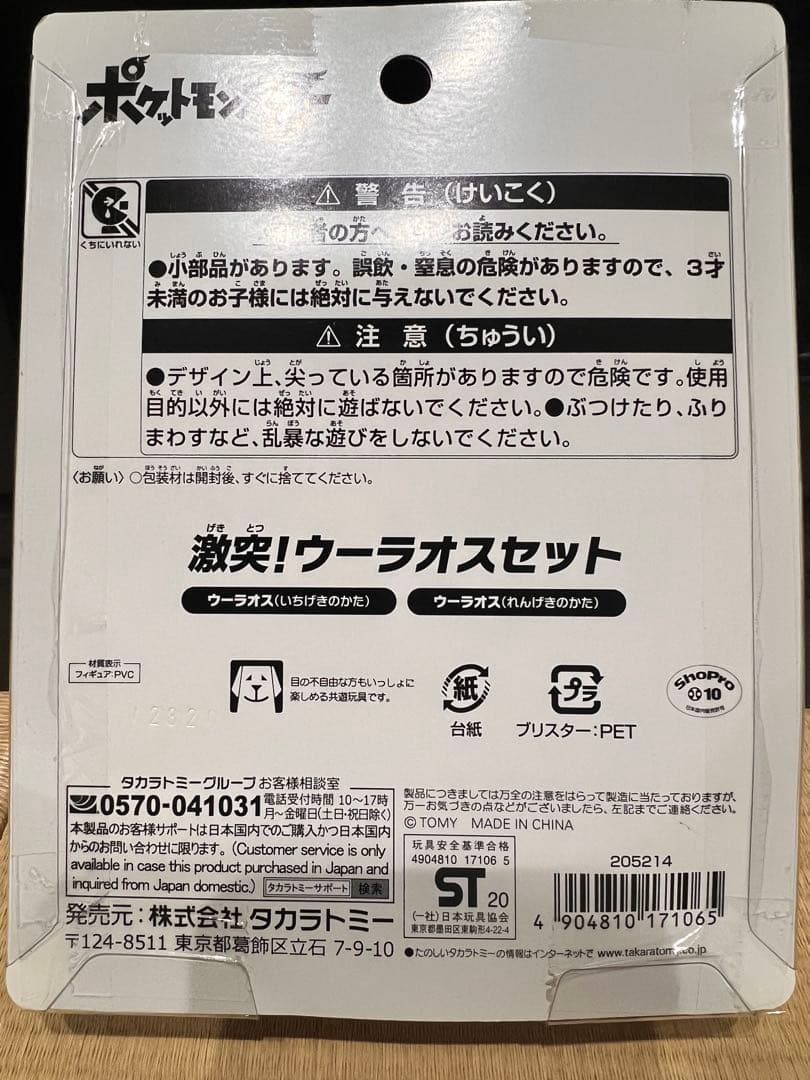 ポケットモン
くちにいれない
⚠ 警告(けいこく)
者の方へ お読みください。
●小部品があります。誤飲・窒息の危険がありますので、3才
未満のお子様には絶対に与えないでください。
⚠ 注意(ちゅうい)
●デザイン上、尖っている箇所がありますので危険です。使用
目的以外には絶対に遊ばないでください。●ぶつけたり、ふり
まわすなど、乱暴な遊びをしないでください。
〈お願い〉○包装材は開封後、すぐに捨ててください。
激突!ウーラオスセット
ウーラオス(いちげきのかた) ウーラオス(れんげきのかた)
材質表示
フィギュア:PVC
目の不自由な方もいっしょに
楽しめる共遊玩具です。
紙
台紙
プラ
ブリスター:PET
ShoPro
10
日本国内販売許可
タカラトミーグループお客様相談室
0570-041031 電話受付時間 10〜17時
月〜金曜日(土日・祝日除く)
本製品のお客様サポートは日本国内でのご購入かつ日本国内
からのお問い合わせに限ります。(Customer service is only
available in case this product purchased in Japan and
inquired from Japan domestic.) タカラトミーサポート 検索
発売元:株式会社 タカラトミー
〒124-8511 東京都葛飾区立石 7-9-10
製品につきましては万全の注意をはらって製造に当たっておりますが、
万一お気づきの点などがございましたら、左記までご連絡ください。
© TOMY MADE IN CHINA
玩具安全基準合格
4904810 17106 5
ST 20
(一社)日本玩具協会
東京都墨田区東駒形4-22-4
205214
4 904810 171065
●たのしいタカラトミーの情報はインターネットで www.takaratomy.co.jp